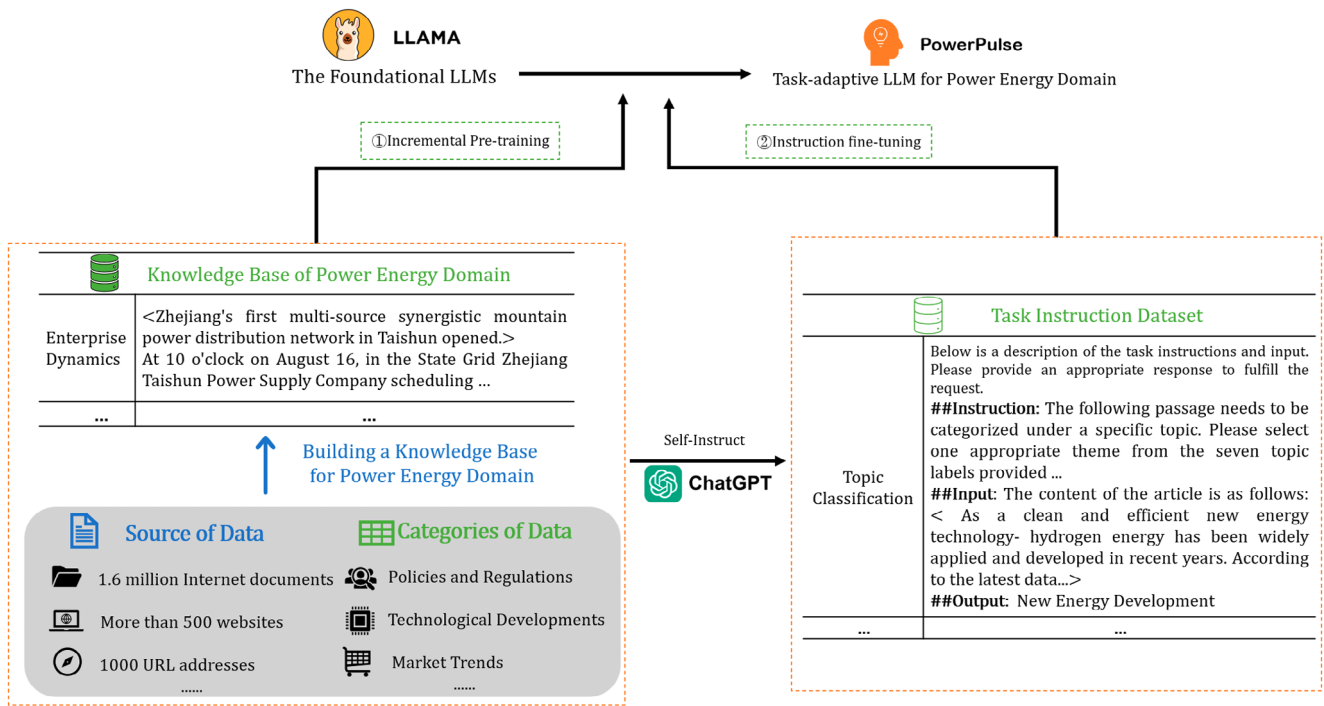 LLAMA
The Foundational LLMs
PowerPulse
Task-adaptive LLM for Power Energy Domain
①Incremental Pre-training
②Instruction fine-tuning
Knowledge Base of Power Energy Domain
Enterprise
Dynamics
<Zhejiang's first multi-source synergistic mountain
power distribution network in Taishun opened.>
At 10 o'clock on August 16, in the State Grid Zhejiang
Taishun Power Supply Company scheduling ...
...
...
Building a Knowledge Base
for Power Energy Domain
Source of Data
1.6 million Internet documents
More than 500 websites
1000 URL addresses
......
Categories of Data
Policies and Regulations
Technological Developments
Market Trends
......
Self-Instruct
ChatGPT
Task Instruction Dataset
Topic
Classification
Below is a description of the task instructions and input.
Please provide an appropriate response to fulfill the
request.
##Instruction: The following passage needs to be
categorized under a specific topic. Please select
one appropriate theme from the seven topic
labels provided ...
##Input: The content of the article is as follows:
< As a clean and efficient new energy
technology- hydrogen energy has been widely
applied and developed in recent years. According
to the latest data...>
##Output: New Energy Development
...
...